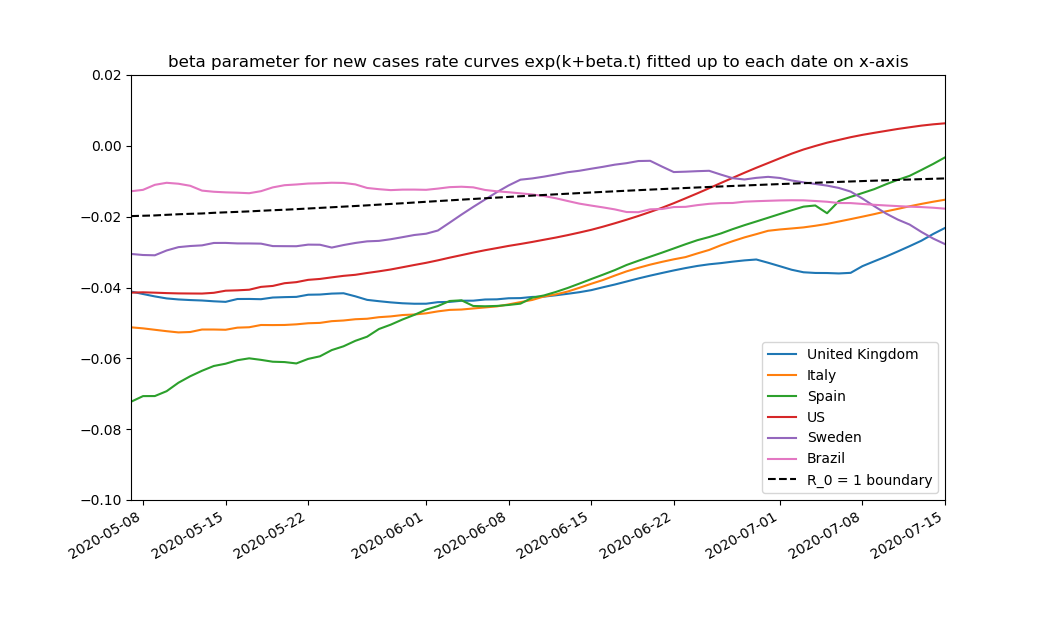 beta parameter for new cases rate curves exp(k+beta.t) fitted up to each date on x-axis
0.02
0.00
−0.02
−0.04
−0.06
−0.08
−0.10
United Kingdom
Italy
Spain
US
Sweden
Brazil
R_0 = 1 boundary
2020-05-08
2020-05-15
2020-05-22
2020-06-01
2020-06-08
2020-06-15
2020-06-22
2020-07-01
2020-07-08
2020-07-15